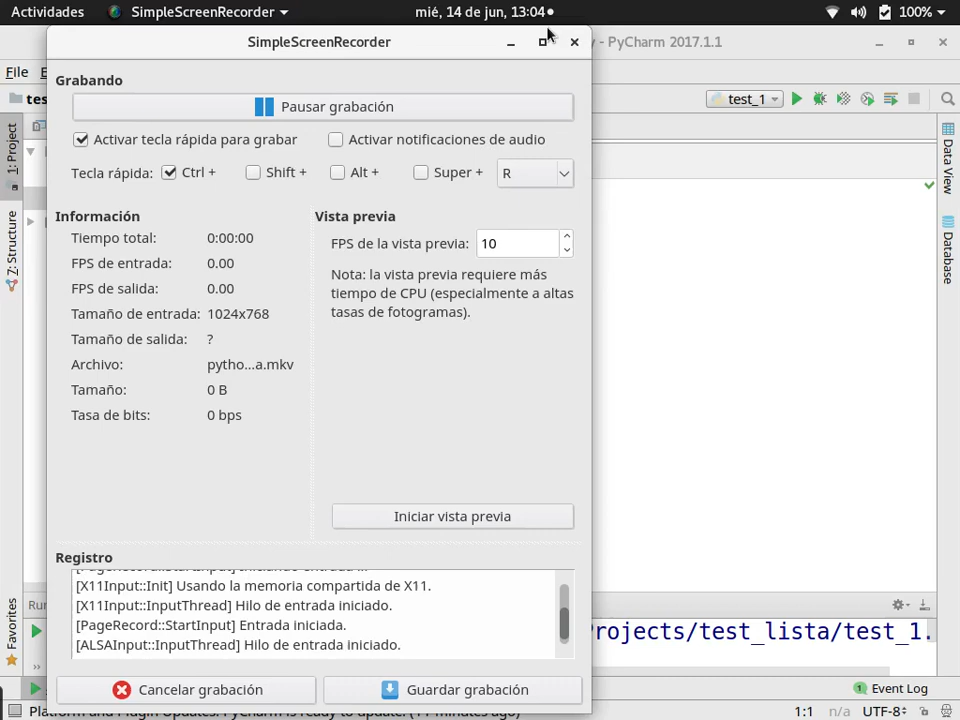 Actividades SimpleScreenRecorder mié, 14 de jun, 13:04 100%
SimpleScreenRecorder
- PyCharm 2017.1.1
File
Grabando
Pausar grabación
test_1
Activar tecla rápida para grabar Activar notificaciones de audio
Tecla rápida: Ctrl + Shift + Alt + Super + R
1: Project
Data View
Información
Vista previa
Tiempo total: 0:00:00
FPS de la vista previa: 10
FPS de entrada: 0.00
FPS de salida: 0.00
Nota: la vista previa requiere más
tiempo de CPU (especialmente a altas
tasas de fotogramas).
Tamaño de entrada: 1024x768
Tamaño de salida: ?
Archivo: pytho...a.mkv
Tamaño: 0 B
Tasa de bits: 0 bps
7: Structure
Database
Iniciar vista previa
Registro
[X11Input::Init] Usando la memoria compartida de X11.
[X11Input::InputThread] Hilo de entrada iniciado.
[PageRecord::StartInput] Entrada iniciada.
[ALSAInput::InputThread] Hilo de entrada iniciado.
Favorites
Projects/test_lista/test_1.
Cancelar grabación Guardar grabación
Event Log
1:1 n/a UTF-8